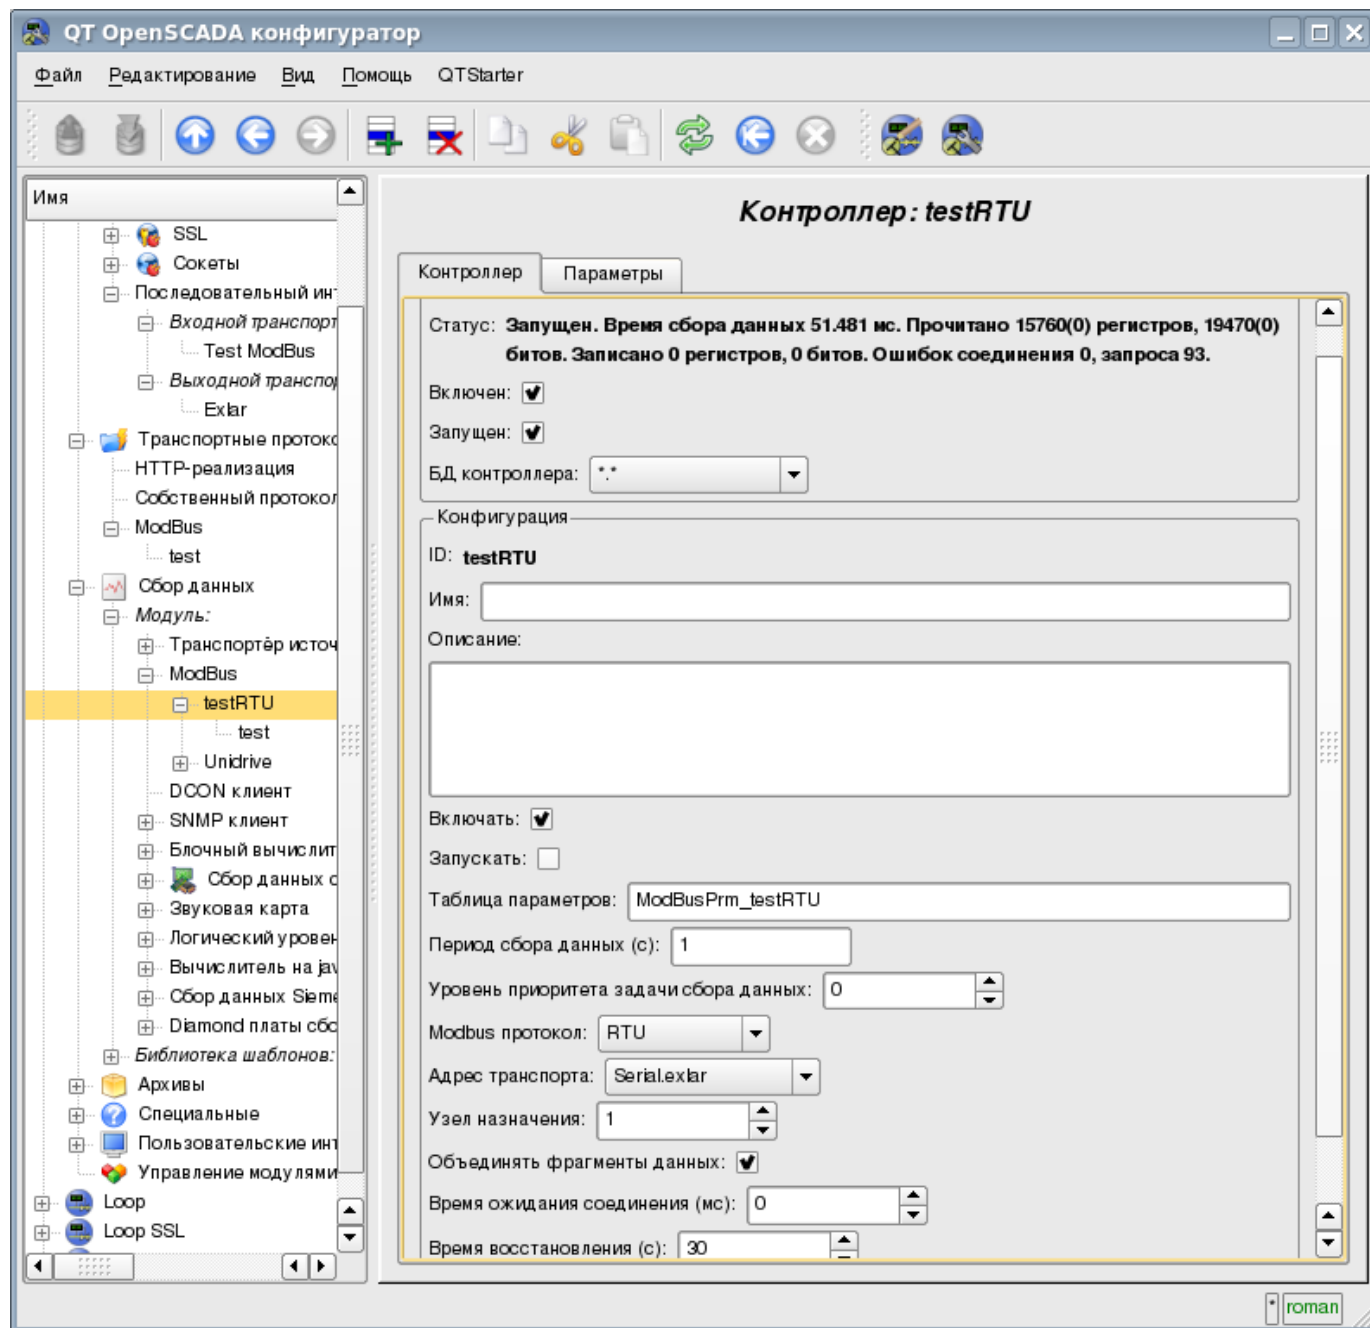 QT OpenSCADA конфигуратор
Файл Редактирование Вид Помощь QTStarter
Имя
SSL
Сокеты
Последовательный ин
Входной транспорт
Test ModBus
Выходной транспо
Exlar
Транспортные протоко
HTTP-реализация
Собственный протокол
ModBus
test
Сбор данных
Модуль:
Транспортёр источ
ModBus
testRTU
test
Unidrive
DCON клиент
SNMP клиент
Блочный вычислит
Сбор данных с
Звуковая карта
Логический уровен
Вычислитель на jav
Сбор данных Sieme
Diamond платы сбо
Библиотека шаблонов:
Архивы
Специальные
Пользовательские инт
Управление модулями
Loop
Loop SSL
Контроллер: testRTU
Контроллер Параметры
Статус: Запущен. Время сбора данных 51.481 мс. Прочитано 15760(0) регистров, 19470(0)
битов. Записано 0 регистров, 0 битов. Ошибок соединения 0, запроса 93.
Включен:
Запущен:
БД контроллера: *.*
Конфигурация
ID: testRTU
Имя:
Описание:
Включать:
Запускать:
Таблица параметров: ModBusPrm_testRTU
Период сбора данных (с): 1
Уровень приоритета задачи сбора данных: 0
Modbus протокол: RTU
Адрес транспорта: Serial.exlar
Узел назначения: 1
Объединять фрагменты данных:
Время ожидания соединения (мс): 0
Время восстановления (с): 30
* roman